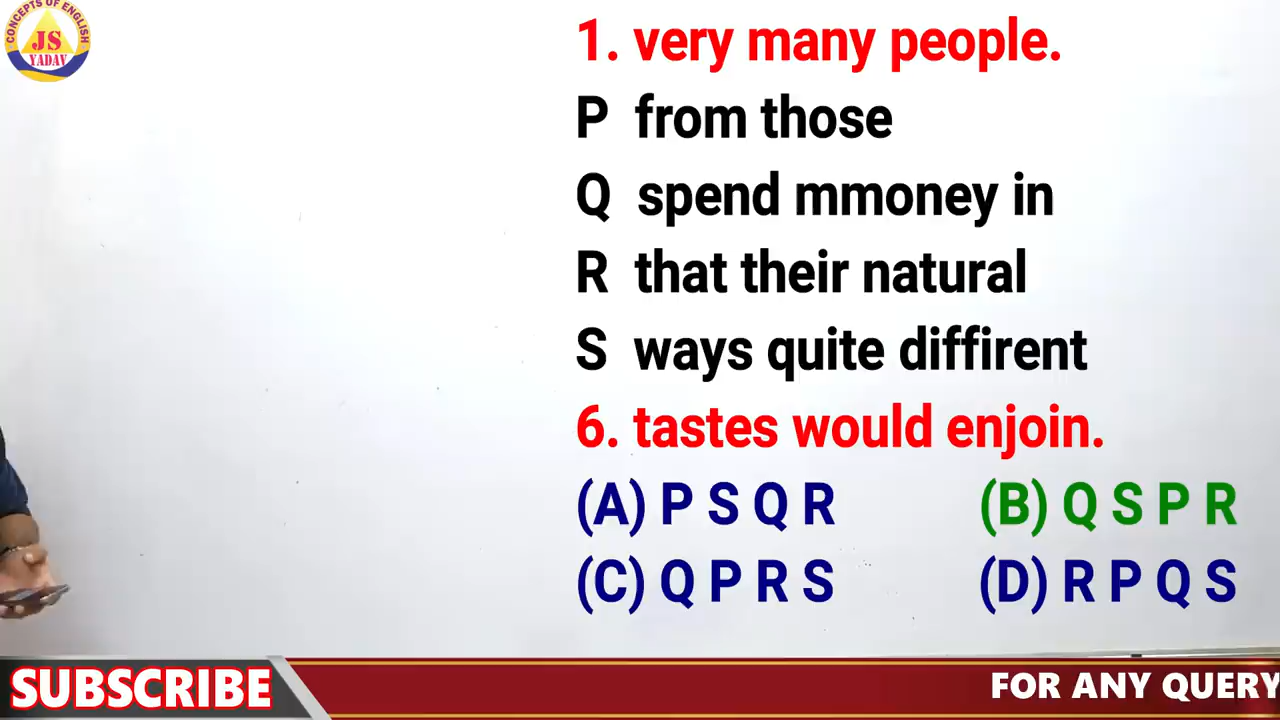 CONCEPTS OF ENGLISH
JS
YADAV
1. very many people.
P from those
Q spend mmoney in
R that their natural
S ways quite diffirent
6. tastes would enjoin.
(A) P S Q R (B) Q S P R
(C) Q P R S (D) R P Q S
SUBSCRIBE FOR ANY QUERY